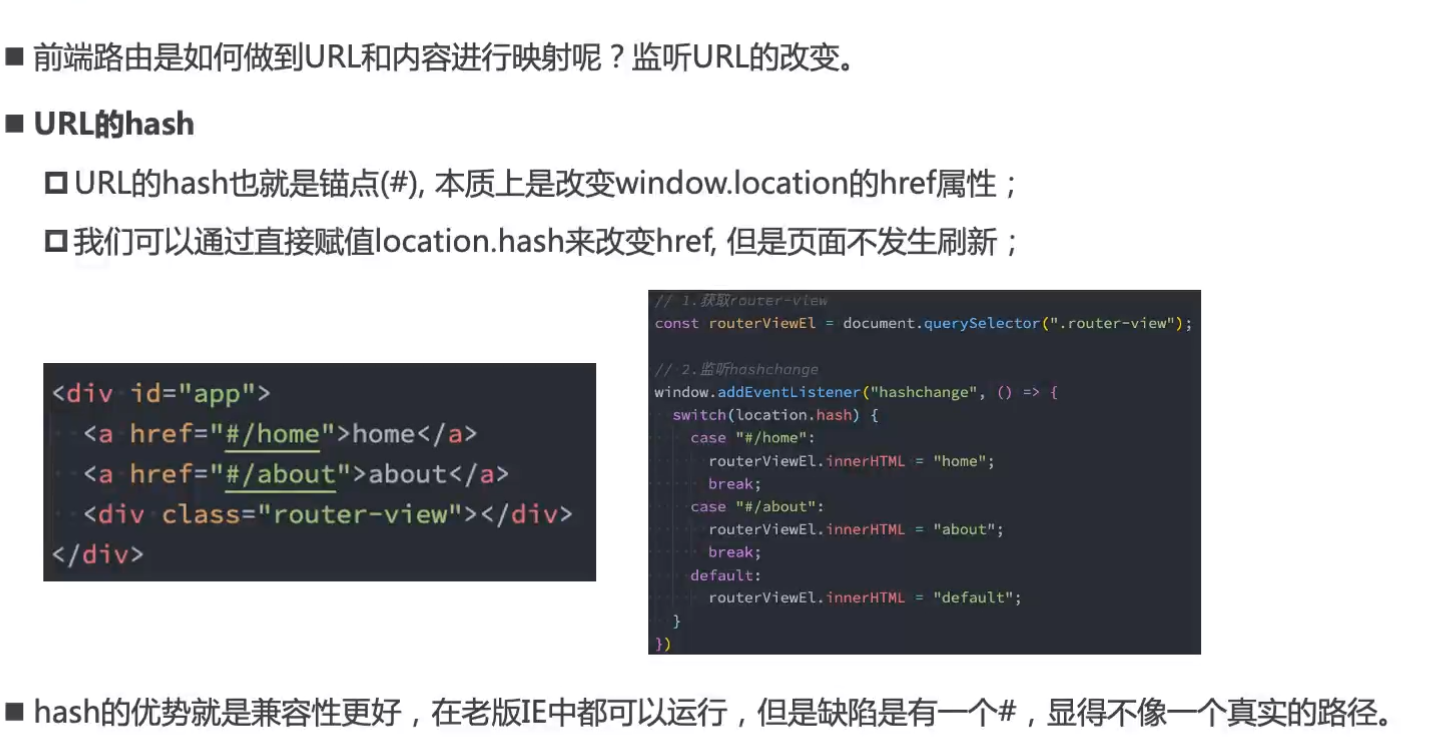 ■ 前端路由是如何做到URL和内容进行映射呢？监听URL的改变。
■ URL的hash
URL的hash也就是锚点(#), 本质上是改变window.location的href属性；
我们可以通过直接赋值location.hash来改变href, 但是页面不发生刷新；
<div id="app">
  <a href="#/home">home</a>
  <a href="#/about">about</a>
  <div class="router-view"></div>
</div>
// 1.获取router-view
const routerViewEl = document.querySelector(".router-view");
// 2.监听hashchange
window.addEventListener("hashchange", () => {
  switch(location.hash) {
    case "#/home":
      routerViewEl.innerHTML = "home";
      break;
    case "#/about":
      routerViewEl.innerHTML = "about";
      break;
    default:
      routerViewEl.innerHTML = "default";
  }
})
■ hash的优势就是兼容性更好，在老版IE中都可以运行，但是缺陷是有一个#，显得不像一个真实的路径。